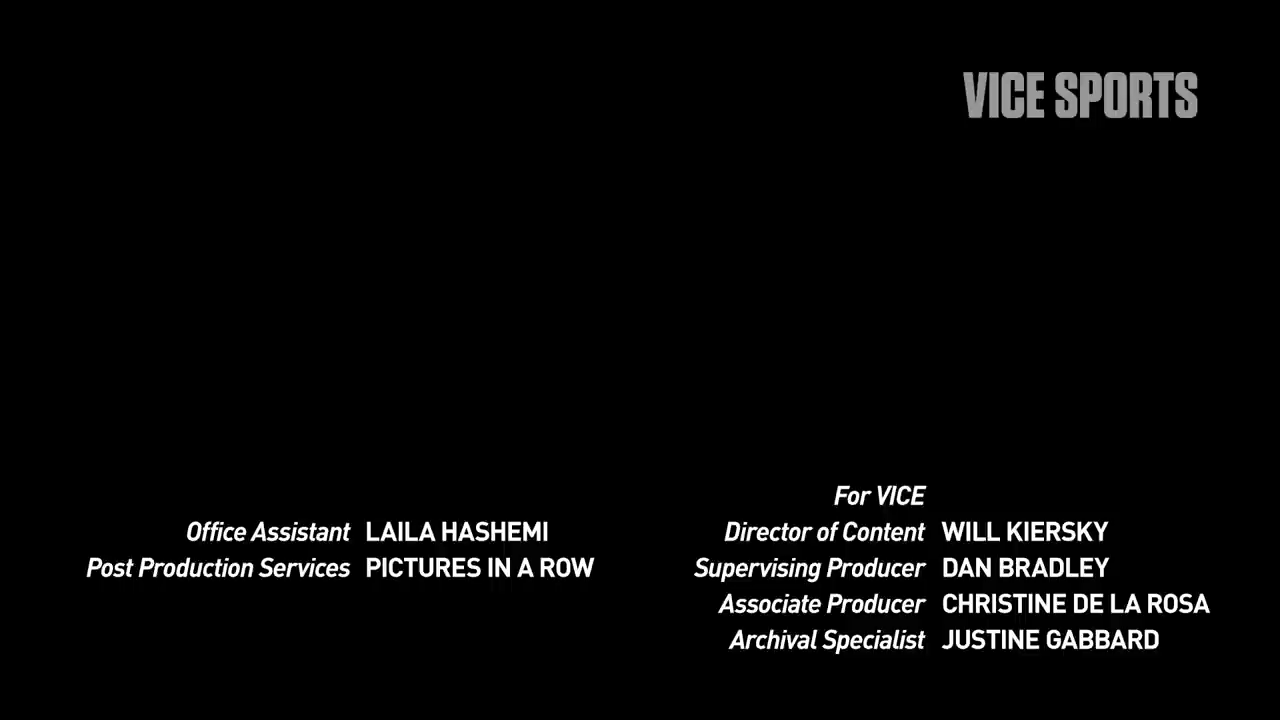 VICE SPORTS
Office Assistant LAILA HASHEMI
Post Production Services PICTURES IN A ROW
For VICE
Director of Content WILL KIERSKY
Supervising Producer DAN BRADLEY
Associate Producer CHRISTINE DE LA ROSA
Archival Specialist JUSTINE GABBARD